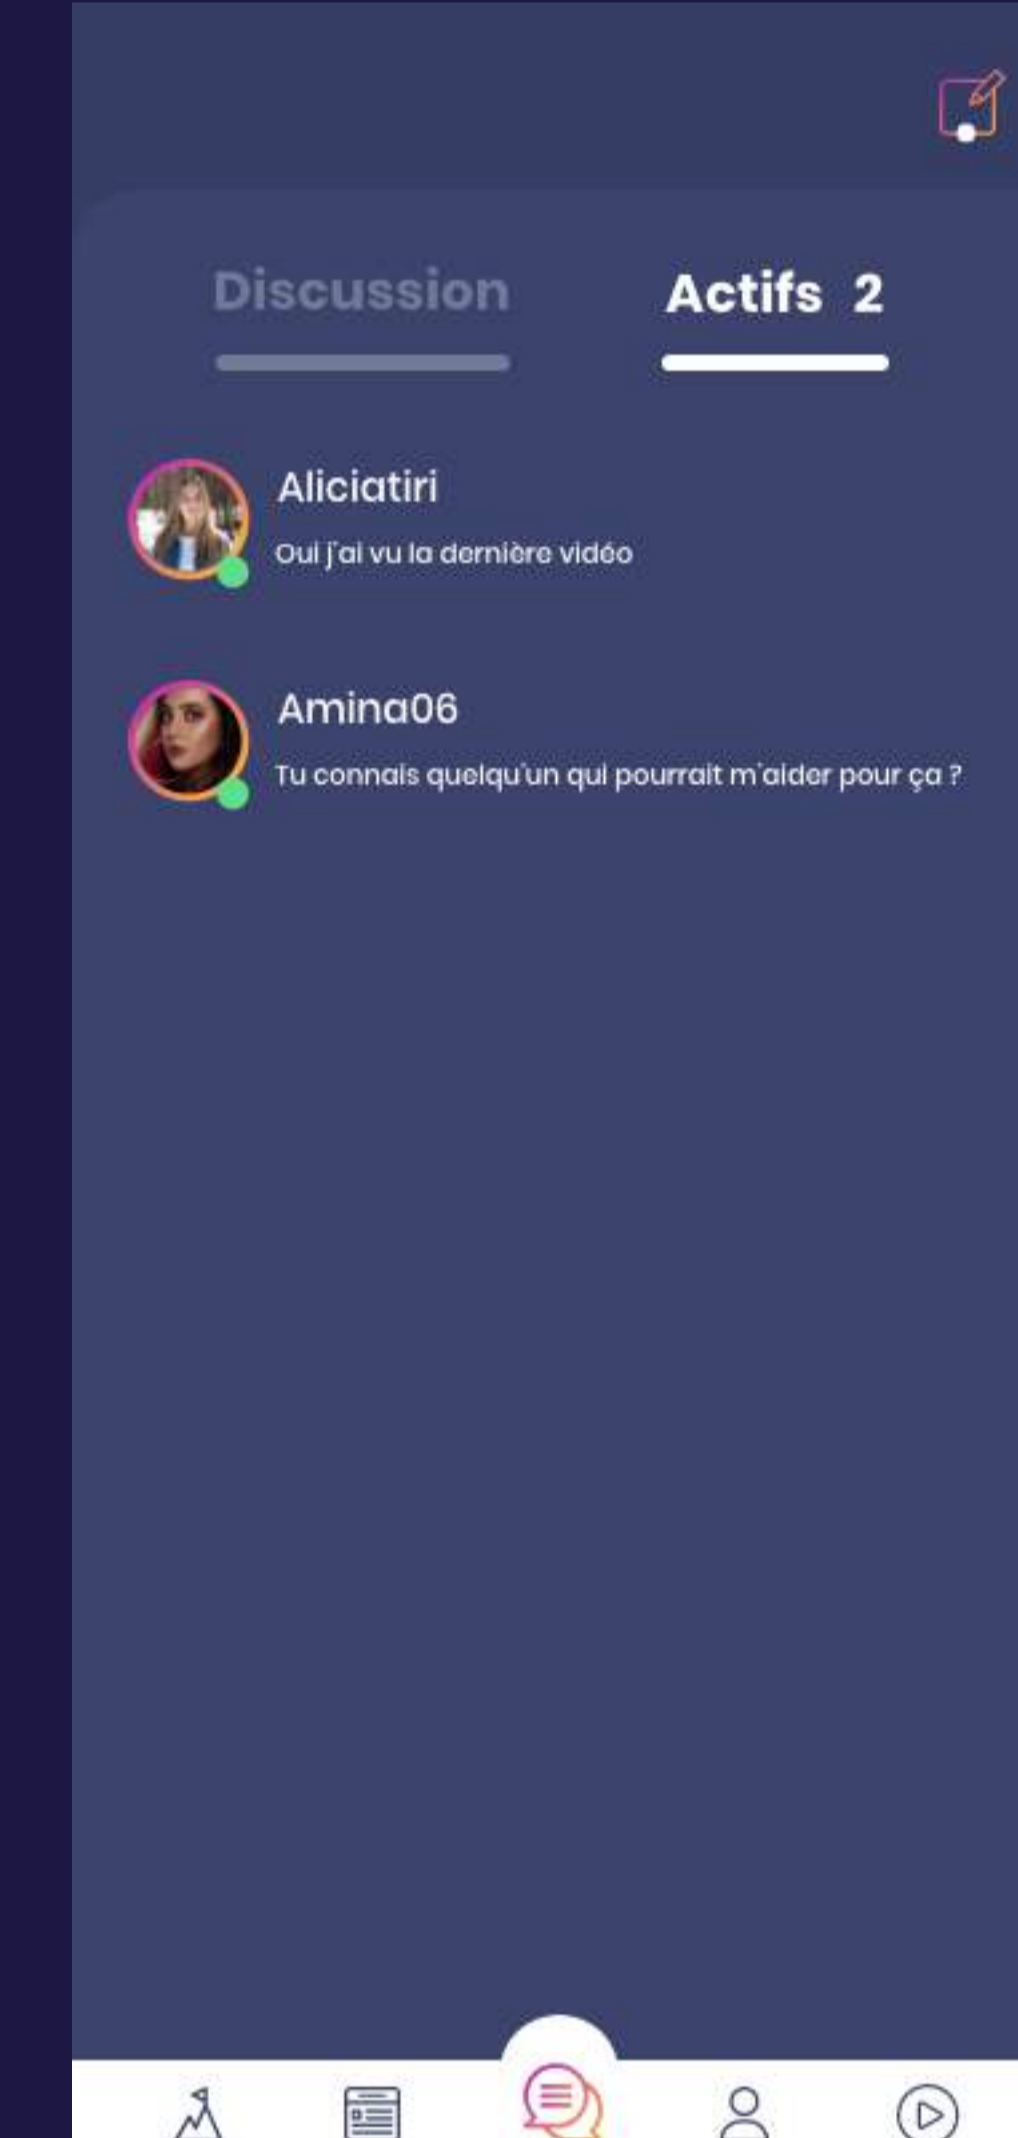 Discussion
Actifs 2
Aliciatiri
Oui j'ai vu la dernière vidéo
Amina06
Tu connais quelqu'un qui pourrait m'aider pour ça ?